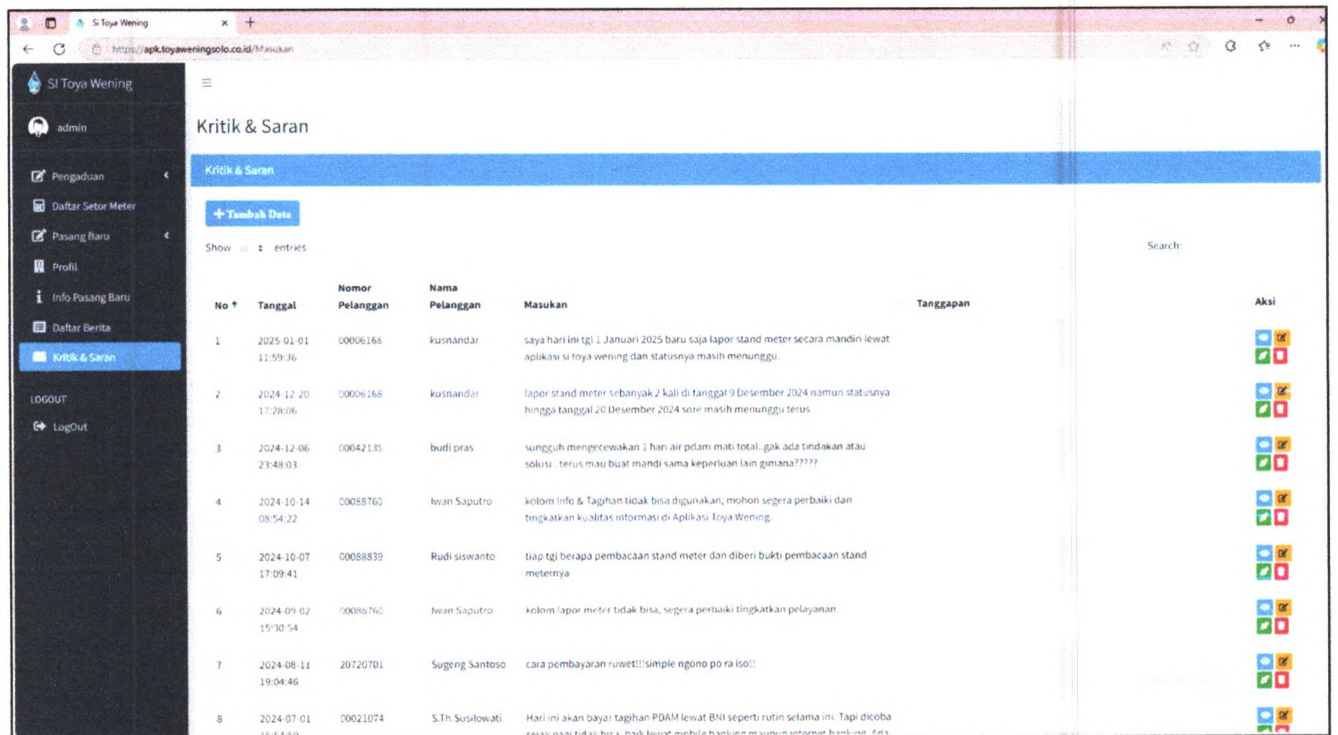 SI Toya Wening
https://apk.toyaweningsolo.co.id/Masukan
SI Toya Wening
admin
Pengaduan
Daftar Setor Meter
Pasang Baru
Profil
Info Pasang Baru
Daftar Berita
Kritik & Saran
LOGOUT
LogOut
Kritik & Saran
Kritik & Saran
+ Tambah Data
Show 10 entries
Search:
No Tanggal Nomor Pelanggan Nama Pelanggan Masukan Tanggapan Aksi
1 2025-01-01 00006168 kusnandar saya hari ini tgl 1 Januari 2025 baru saja lapor stand meter secara mandiri lewat
11:59:36 aplikasi si toya wening dan statusnya masih menunggu.
2 2024-12-20 00006168 kusnandar lapor stand meter sebanyak 2 kali di tanggal 9 Desember 2024 namun statusnya
17:28:06 hingga tanggal 20 Desember 2024 sore masih menunggu terus
3 2024-12-06 00042135 budi pras sungguh mengecewakan 1 hari air pdam mati total..gak ada tindakan atau
23:48:03 solusi . terus mau buat mandi sama keperluan lain gimana?????
4 2024-10-14 00088760 Iwan Saputro kolom Info & Tagihan tidak bisa digunakan, mohon segera perbaiki dan
08:54:22 tingkatkan kualitas informasi di Aplikasi Toya Wening.
5 2024-10-07 00088839 Rudi siswanto tiap tgl berapa pembacaan stand meter dan diberi bukti pembacaan stand
17:09:41 meternya
6 2024-09-02 00088760 Iwan Saputro kolom lapor meter tidak bisa, segera perbaiki tingkatkan pelayanan.
15:30:54
7 2024-08-11 20720701 Sugeng Santoso cara pembayaran ruwet!!!simple ngono po ra iso!!
19:04:46
8 2024-07-01 00021074 S.Th.Susilowati Hari ini akan bayar tagihan PDAM lewat BNI seperti rutin selama ini. Tapi dicoba
sejak pagi tidak bisa, baik lewat mobile banking maupun internet banking. Ada